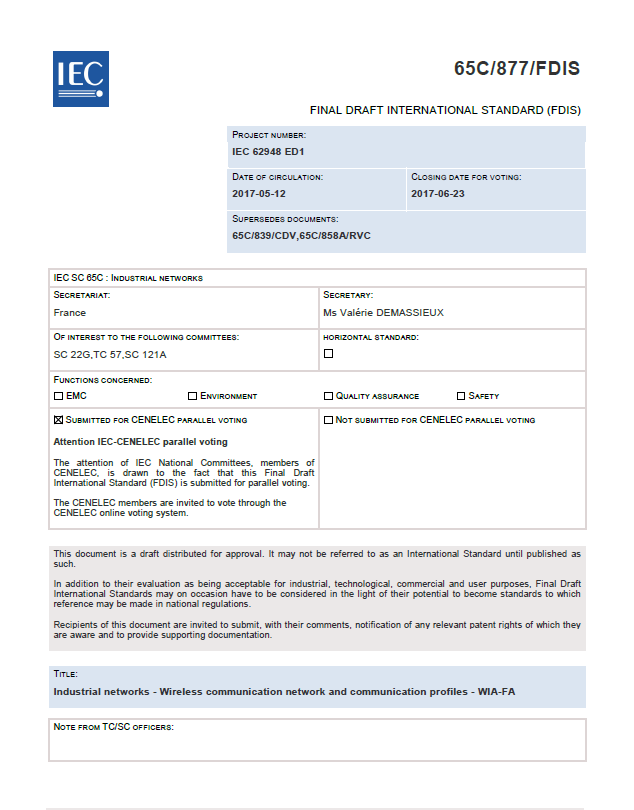 IEC
65C/877/FDIS
FINAL DRAFT INTERNATIONAL STANDARD (FDIS)
PROJECT NUMBER:
IEC 62948 ED1
DATE OF CIRCULATION:
2017-05-12
CLOSING DATE FOR VOTING:
2017-06-23
SUPERSEDES DOCUMENTS:
65C/839/CDV,65C/858A/RVC
IEC SC 65C : INDUSTRIAL NETWORKS
SECRETARIAT:
France
SECRETARY:
Ms Valérie DEMASSIEUX
OF INTEREST TO THE FOLLOWING COMMITTEES:
SC 22G,TC 57,SC 121A
HORIZONTAL STANDARD:
FUNCTIONS CONCERNED:
EMC
ENVIRONMENT
QUALITY ASSURANCE
SAFETY
SUBMITTED FOR CENELEC PARALLEL VOTING
Attention IEC-CENELEC parallel voting
The attention of IEC National Committees, members of
CENELEC, is drawn to the fact that this Final Draft
International Standard (FDIS) is submitted for parallel voting.
The CENELEC members are invited to vote through the
CENELEC online voting system.
NOT SUBMITTED FOR CENELEC PARALLEL VOTING
This document is a draft distributed for approval. It may not be referred to as an International Standard until published as
such.
In addition to their evaluation as being acceptable for industrial, technological, commercial and user purposes, Final Draft
International Standards may on occasion have to be considered in the light of their potential to become standards to which
reference may be made in national regulations.
Recipients of this document are invited to submit, with their comments, notification of any relevant patent rights of which they
are aware and to provide supporting documentation.
TITLE:
Industrial networks - Wireless communication network and communication profiles - WIA-FA
NOTE FROM TC/SC OFFICERS: